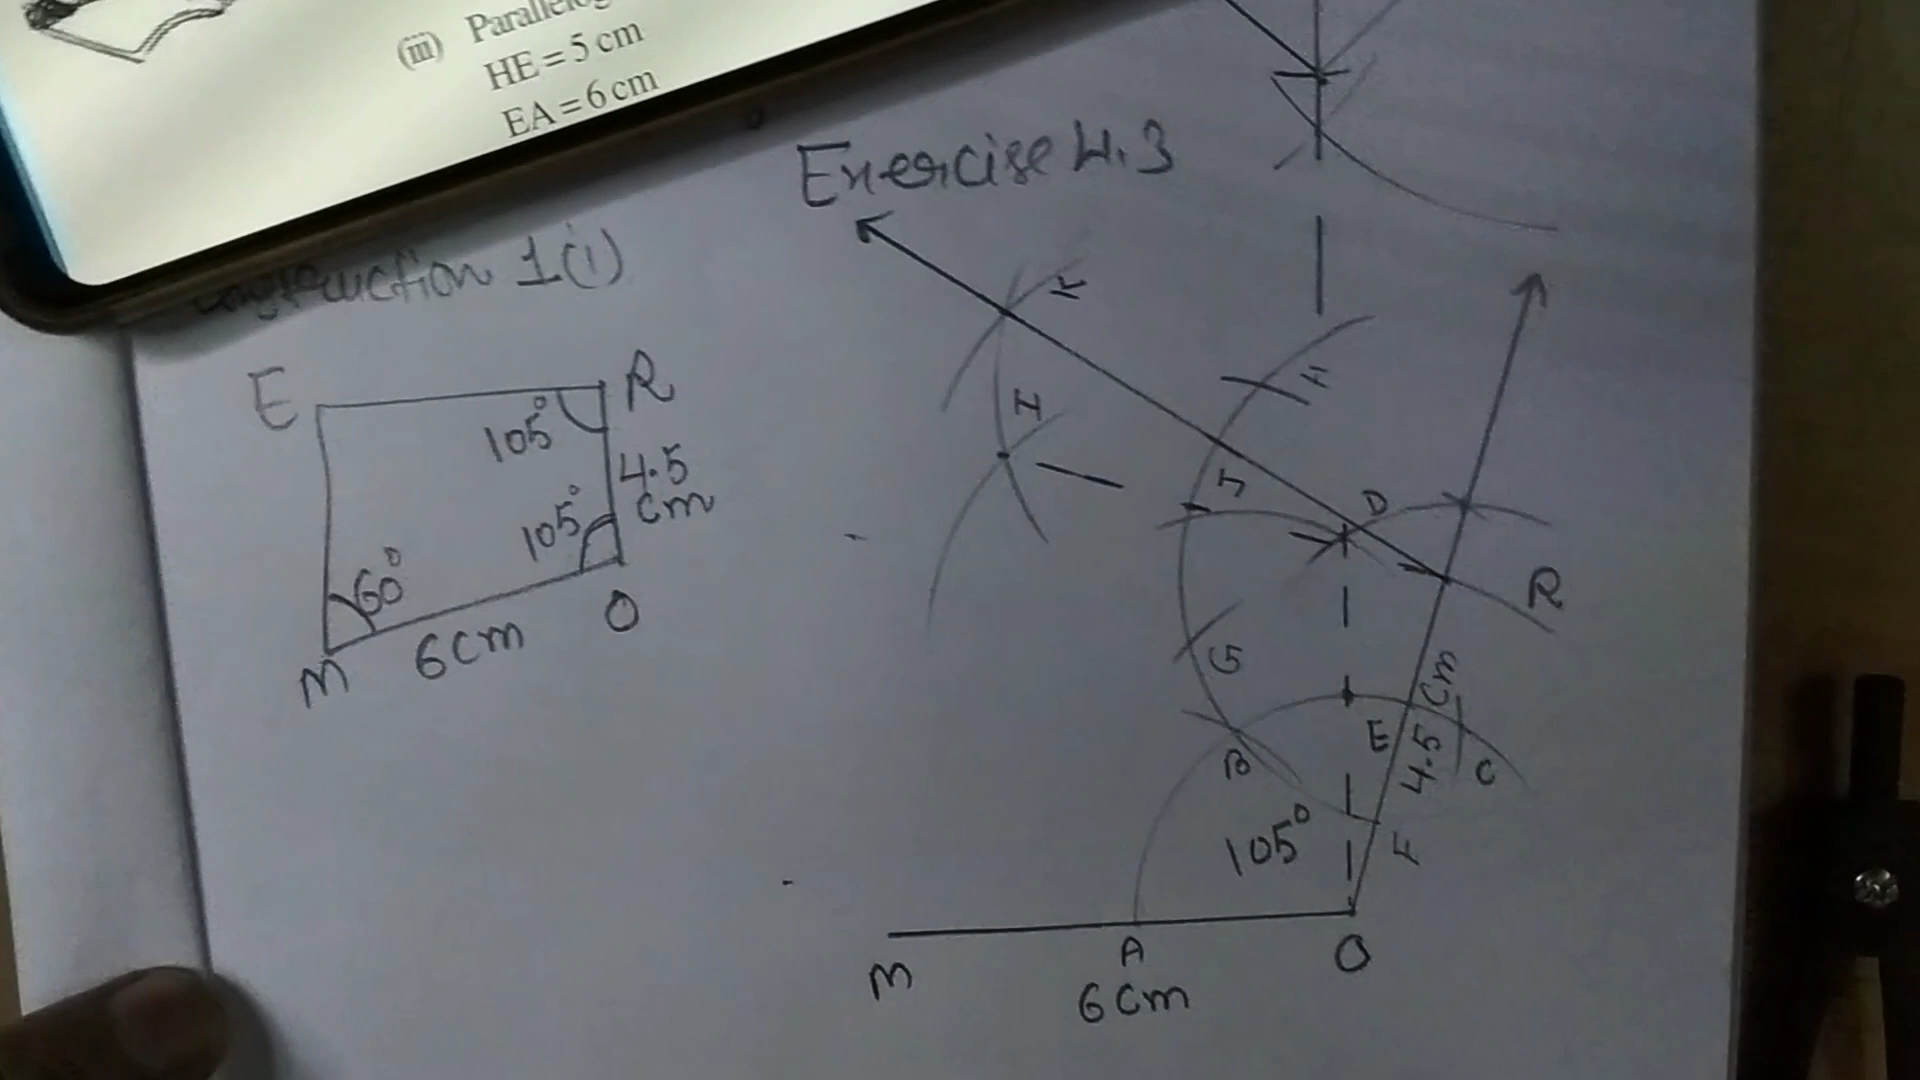 (iii) Parallelog
HE = 5 cm
EA = 6 cm
Exercise 4.3
1(i)
E
R
105°
4.5
cm
105°
60°
M
6cm
O
K
I
H
J
D
R
G
B
E
4.5 cm
C
105°
F
M
A
O
6cm